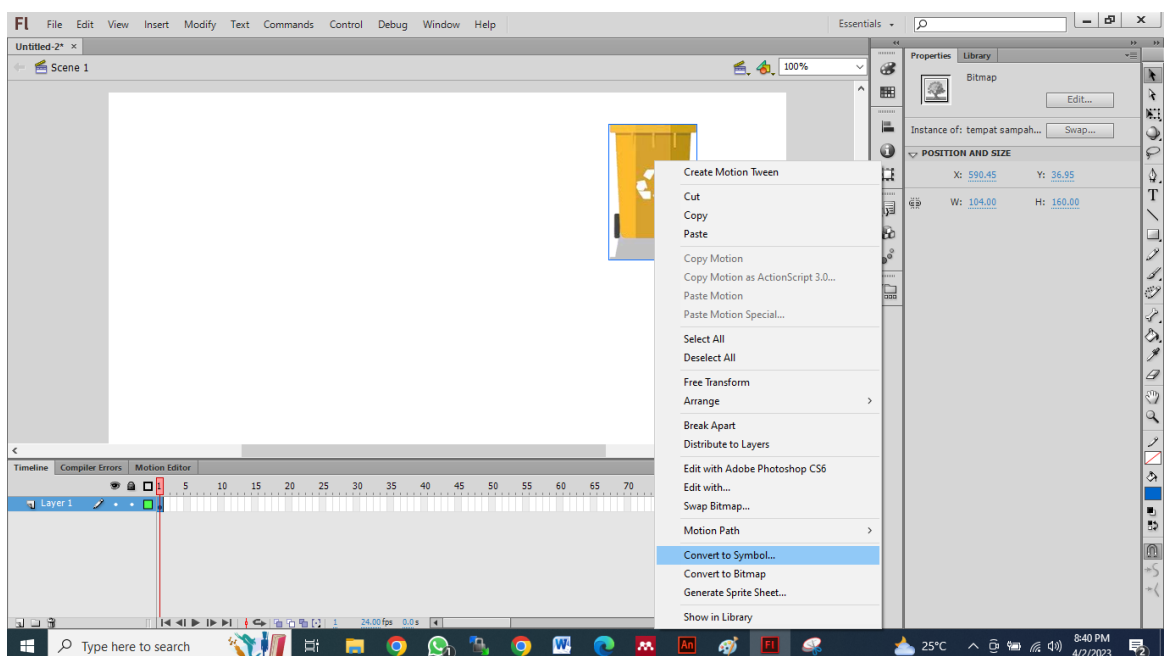 Fl File Edit View Insert Modify Text Commands Control Debug Window Help Essentials
Untitled-2* ×
Scene 1 100%
Properties Library
Bitmap
Edit...
Instance of: tempat sampah... Swap...
POSITION AND SIZE
X: 590.45 Y: 36.95
W: 104.00 H: 160.00
Create Motion Tween
Cut
Copy
Paste
Copy Motion
Copy Motion as ActionScript 3.0...
Paste Motion
Paste Motion Special...
Select All
Deselect All
Free Transform
Arrange
Break Apart
Distribute to Layers
Edit with Adobe Photoshop CS6
Edit with...
Swap Bitmap...
Motion Path
Convert to Symbol...
Convert to Bitmap
Generate Sprite Sheet...
Show in Library
Timeline Compiler Errors Motion Editor
1 5 10 15 20 25 30 35 40 45 50 55 60 65 70
Layer 1
1 24.00 fps 0.0 s
Type here to search
W
An
Fl
25°C
8:40 PM
4/2/2023